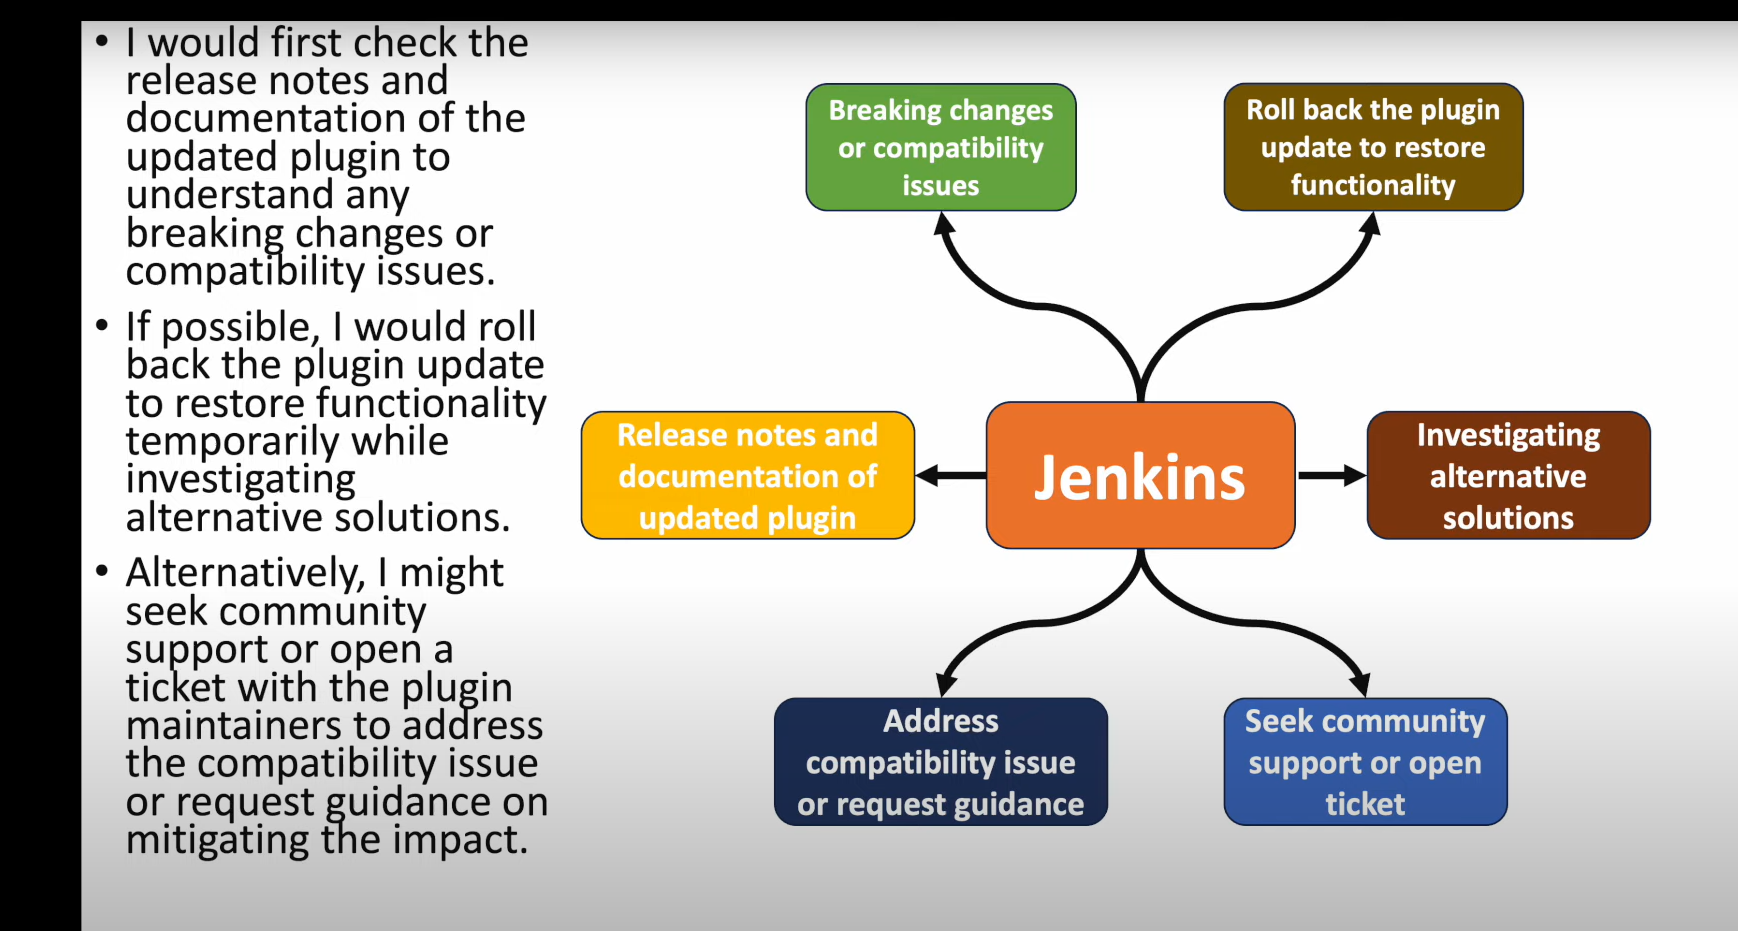 • I would first check the
release notes and
documentation of the
updated plugin to
understand any
breaking changes or
compatibility issues.
• If possible, I would roll
back the plugin update
to restore functionality
temporarily while
investigating
alternative solutions.
• Alternatively, I might
seek community
support or open a
ticket with the plugin
maintainers to address
the compatibility issue
or request guidance on
mitigating the impact.
Breaking changes
or compatibility
issues
Roll back the plugin
update to restore
functionality
Release notes and
documentation of
updated plugin
Jenkins
Investigating
alternative
solutions
Address
compatibility issue
or request guidance
Seek community
support or open
ticket